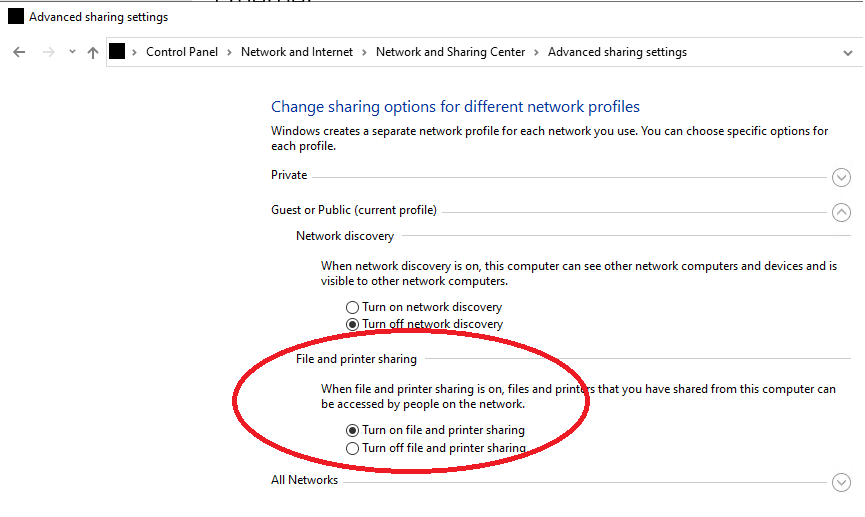 Advanced sharing settings
Control Panel > Network and Internet > Network and Sharing Center > Advanced sharing settings
Change sharing options for different network profiles
Windows creates a separate network profile for each network you use. You can choose specific options for
each profile.
Private
Guest or Public (current profile)
Network discovery
When network discovery is on, this computer can see other network computers and devices and is
visible to other network computers.
Turn on network discovery
Turn off network discovery
File and printer sharing
When file and printer sharing is on, files and printers that you have shared from this computer can
be accessed by people on the network.
Turn on file and printer sharing
Turn off file and printer sharing
All Networks